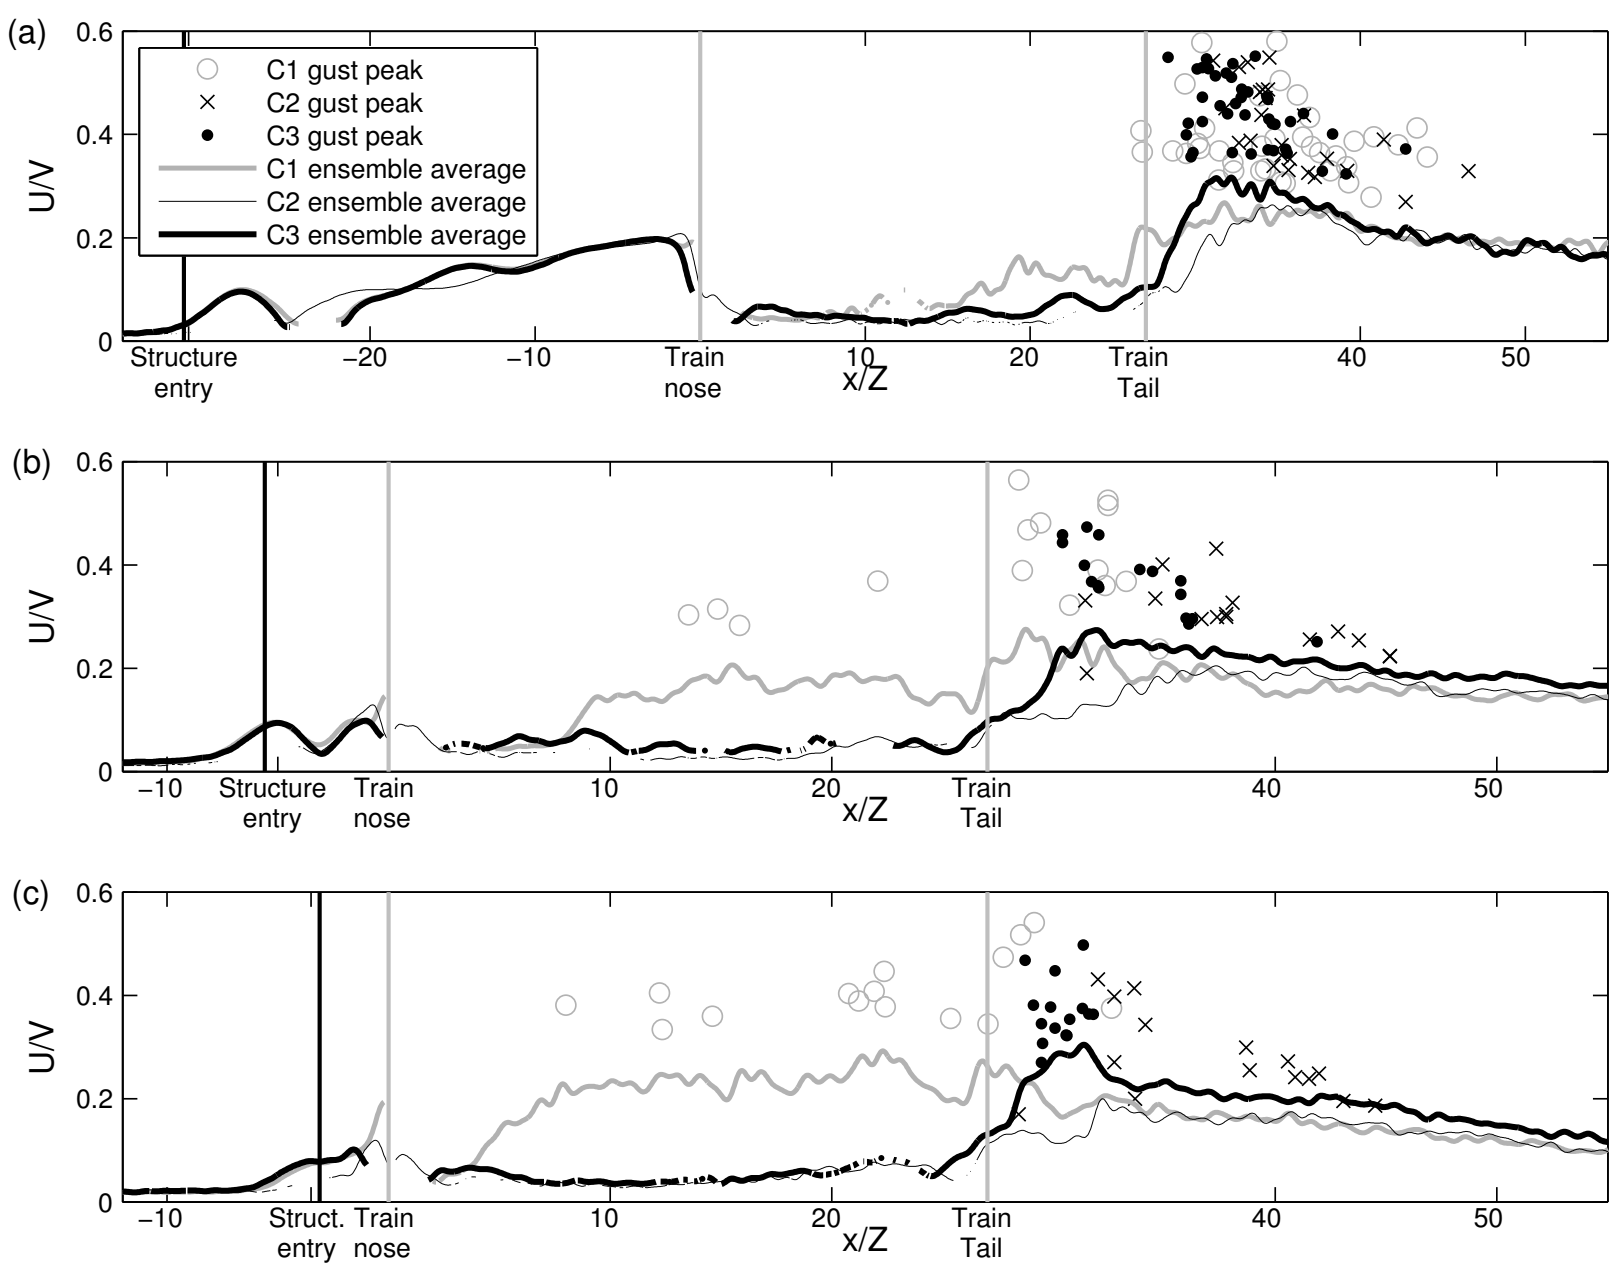 (a)
0.6
C1 gust peak
C2 gust peak
C3 gust peak
C1 ensemble average
C2 ensemble average
C3 ensemble average
0.4
0.2
0
U/V
Structure entry
−20
−10
Train nose
10
20
Train Tail
40
50
x/Z
(b)
0.6
0.4
0.2
0
U/V
−10
Structure entry
Train nose
10
20
Train Tail
40
50
x/Z
(c)
0.6
0.4
0.2
0
U/V
−10
Struct. entry
Train nose
10
20
Train Tail
40
50
x/Z